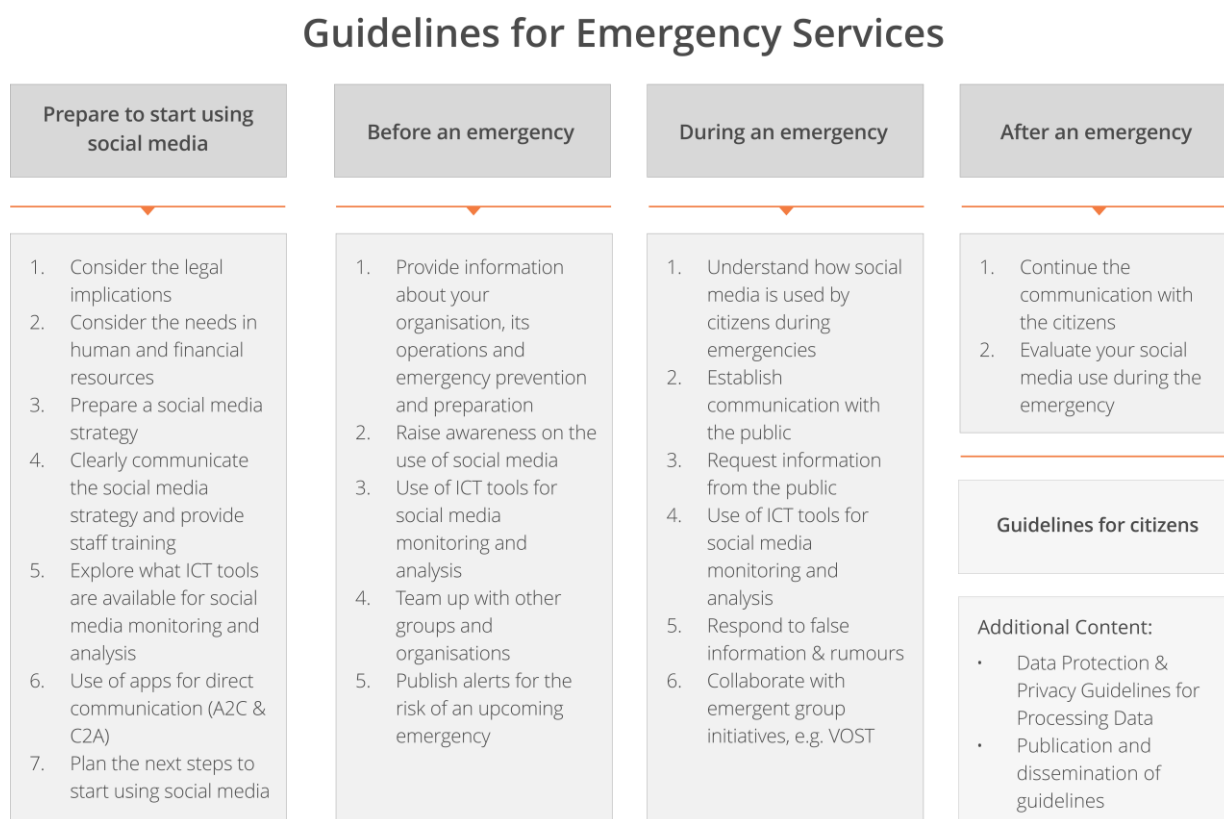 Guidelines for Emergency Services
Prepare to start using
social media
1. Consider the legal
implications
2. Consider the needs in
human and financial
resources
3. Prepare a social media
strategy
4. Clearly communicate
the social media
strategy and provide
staff training
5. Explore what ICT tools
are available for social
media monitoring and
analysis
6. Use of apps for direct
communication (A2C &
C2A)
7. Plan the next steps to
start using social media
Before an emergency
1. Provide information
about your
organisation, its
operations and
emergency prevention
and preparation
2. Raise awareness on the
use of social media
3. Use of ICT tools for
social media
monitoring and
analysis
4. Team up with other
groups and
organisations
5. Publish alerts for the
risk of an upcoming
emergency
During an emergency
1. Understand how social
media is used by
citizens during
emergencies
2. Establish
communication with
the public
3. Request information
from the public
4. Use of ICT tools for
social media
monitoring and
analysis
5. Respond to false
information & rumours
6. Collaborate with
emergent group
initiatives, e.g. VOST
After an emergency
1. Continue the
communication with
the citizens
2. Evaluate your social
media use during the
emergency
Guidelines for citizens
Additional Content:
• Data Protection &
Privacy Guidelines for
Processing Data
• Publication and
dissemination of
guidelines